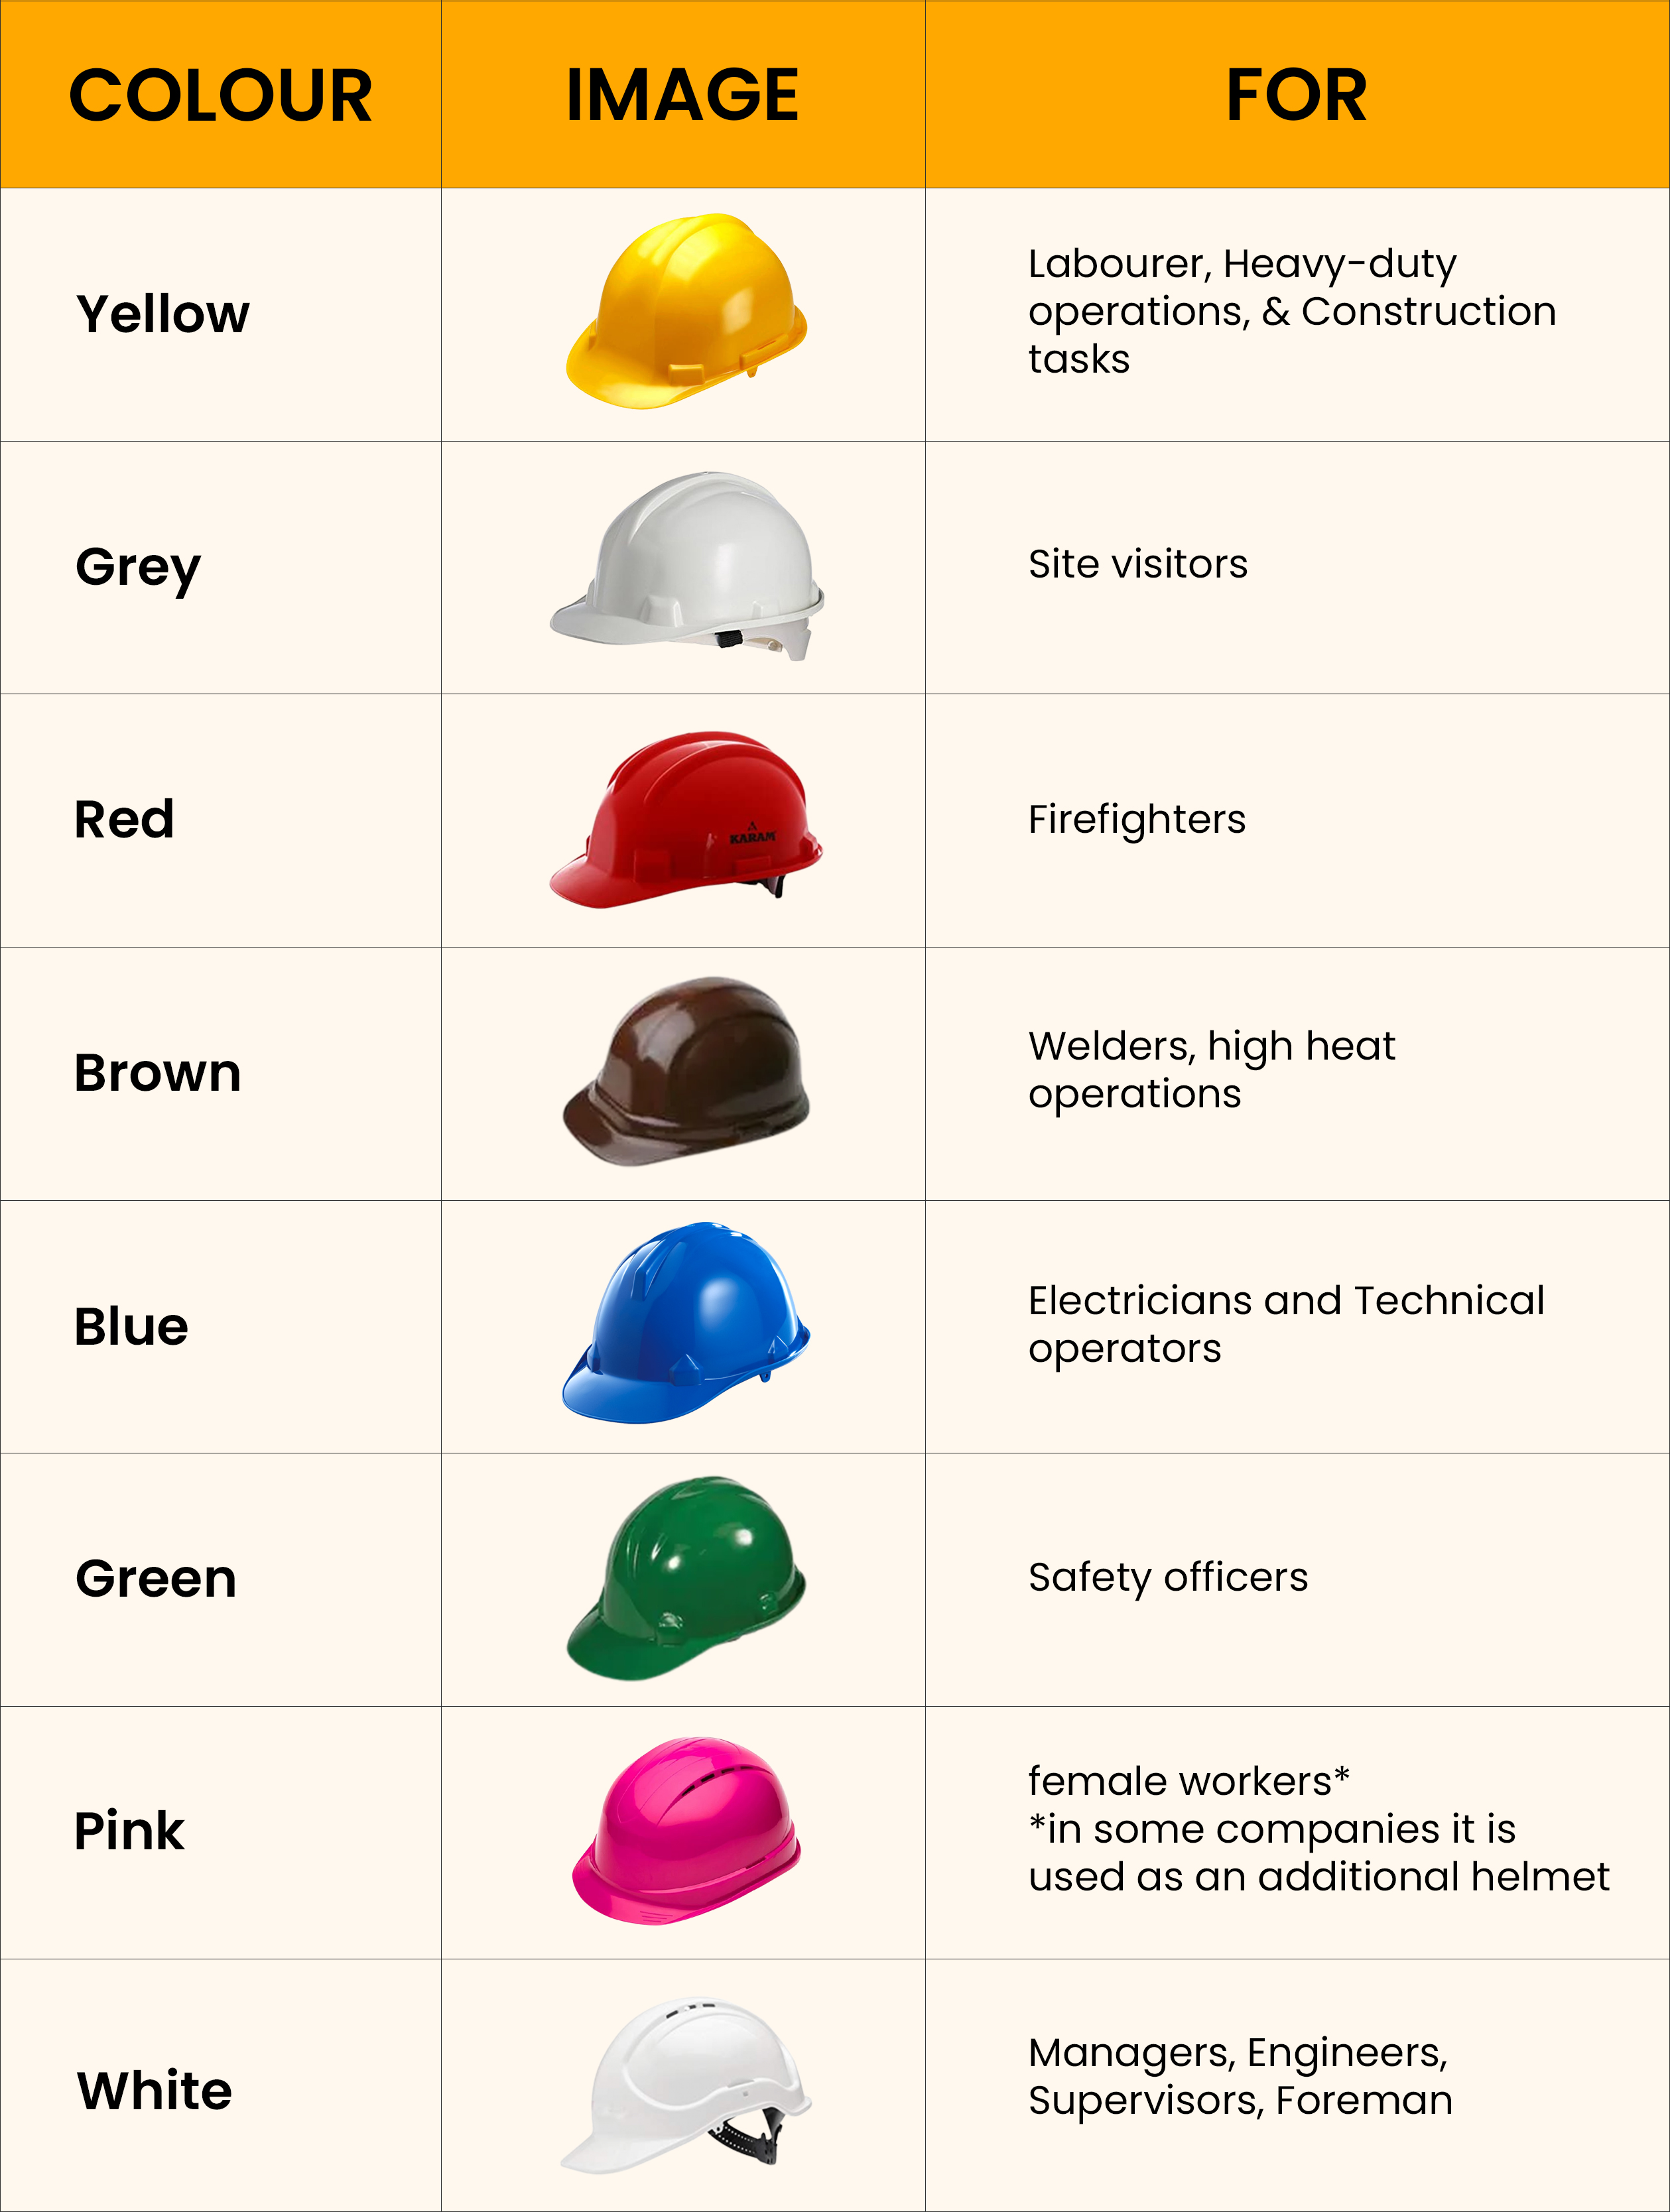 COLOUR
IMAGE
FOR
Yellow
Labourer, Heavy-duty
operations, & Construction
tasks
Grey
Site visitors
Red
KARAM
Firefighters
Brown
Welders, high heat
operations
Blue
Electricians and Technical
operators
Green
Safety officers
Pink
female workers*
*in some companies it is
used as an additional helmet
White
Managers, Engineers,
Supervisors, Foreman